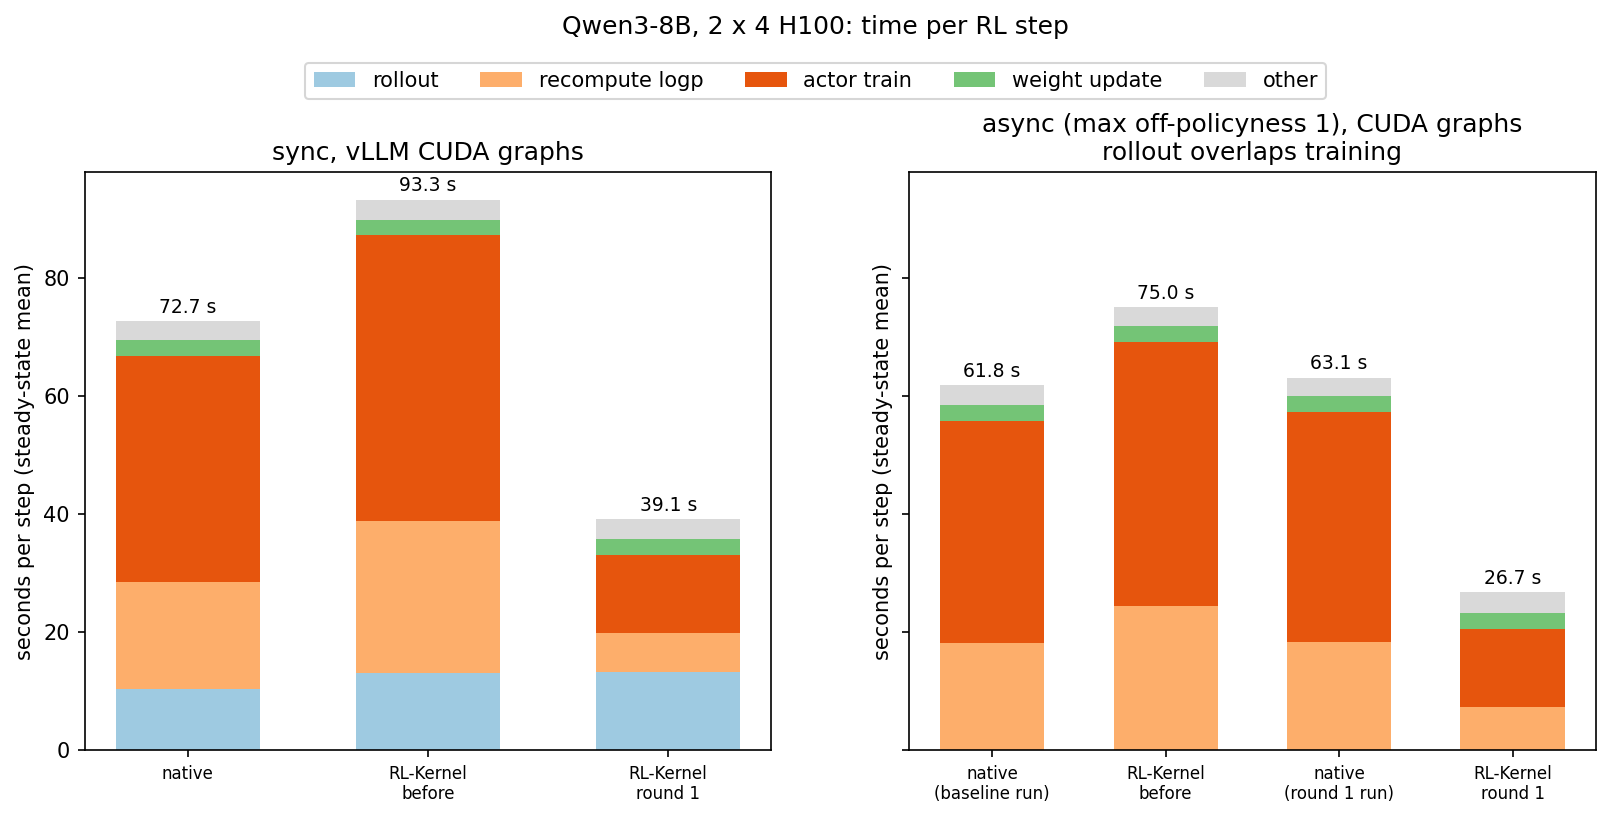 Qwen3-8B, 2 x 4 H100: time per RL step
rollout
recompute logp
actor train
weight update
other
sync, vLLM CUDA graphs
seconds per step (steady-state mean)
80
60
40
20
0
72.7 s
93.3 s
39.1 s
native
RL-Kernel
before
RL-Kernel
round 1
async (max off-policyness 1), CUDA graphs
rollout overlaps training
seconds per step (steady-state mean)
61.8 s
75.0 s
63.1 s
26.7 s
native
(baseline run)
RL-Kernel
before
native
(round 1 run)
RL-Kernel
round 1